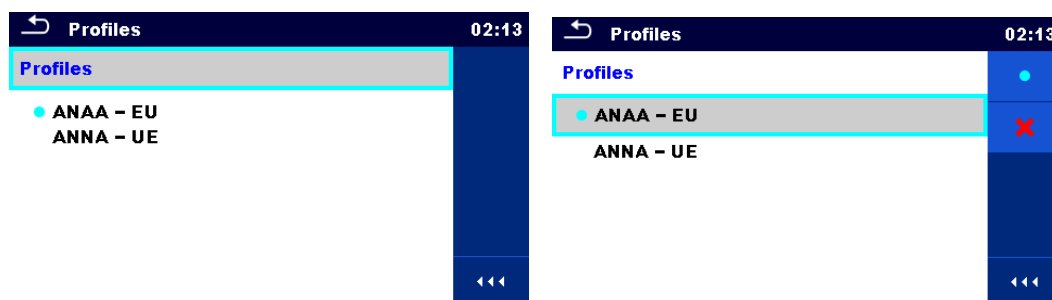 Profiles 02:13
Profiles
ANAA – EU
ANNA – UE
Profiles 02:13
Profiles
ANAA – EU
ANNA – UE